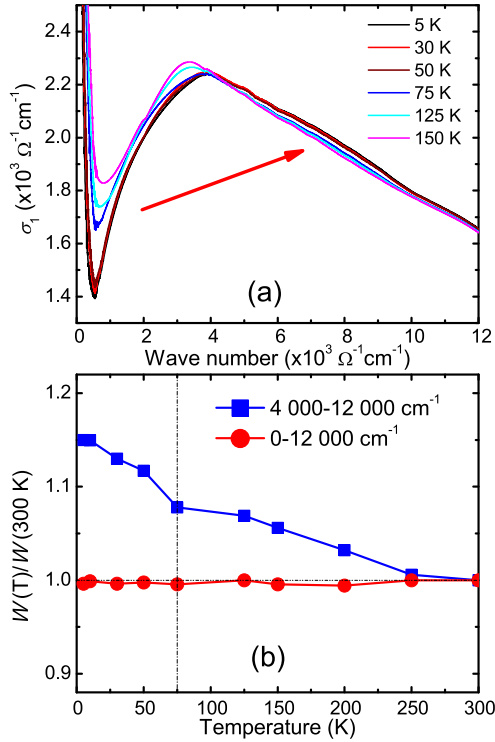 2.4
2.2
2.0
1.8
1.6
1.4
σ₁ (x10³ Ω⁻¹cm⁻¹)
5 K
30 K
50 K
75 K
125 K
150 K
(a)
0 2 4 6 8 10 12
Wave number (x10³ Ω⁻¹cm⁻¹)
1.2
1.1
1.0
0.9
W(T)/W(300 K)
4 000-12 000 cm⁻¹
0-12 000 cm⁻¹
(b)
0 50 100 150 200 250 300
Temperature (K)